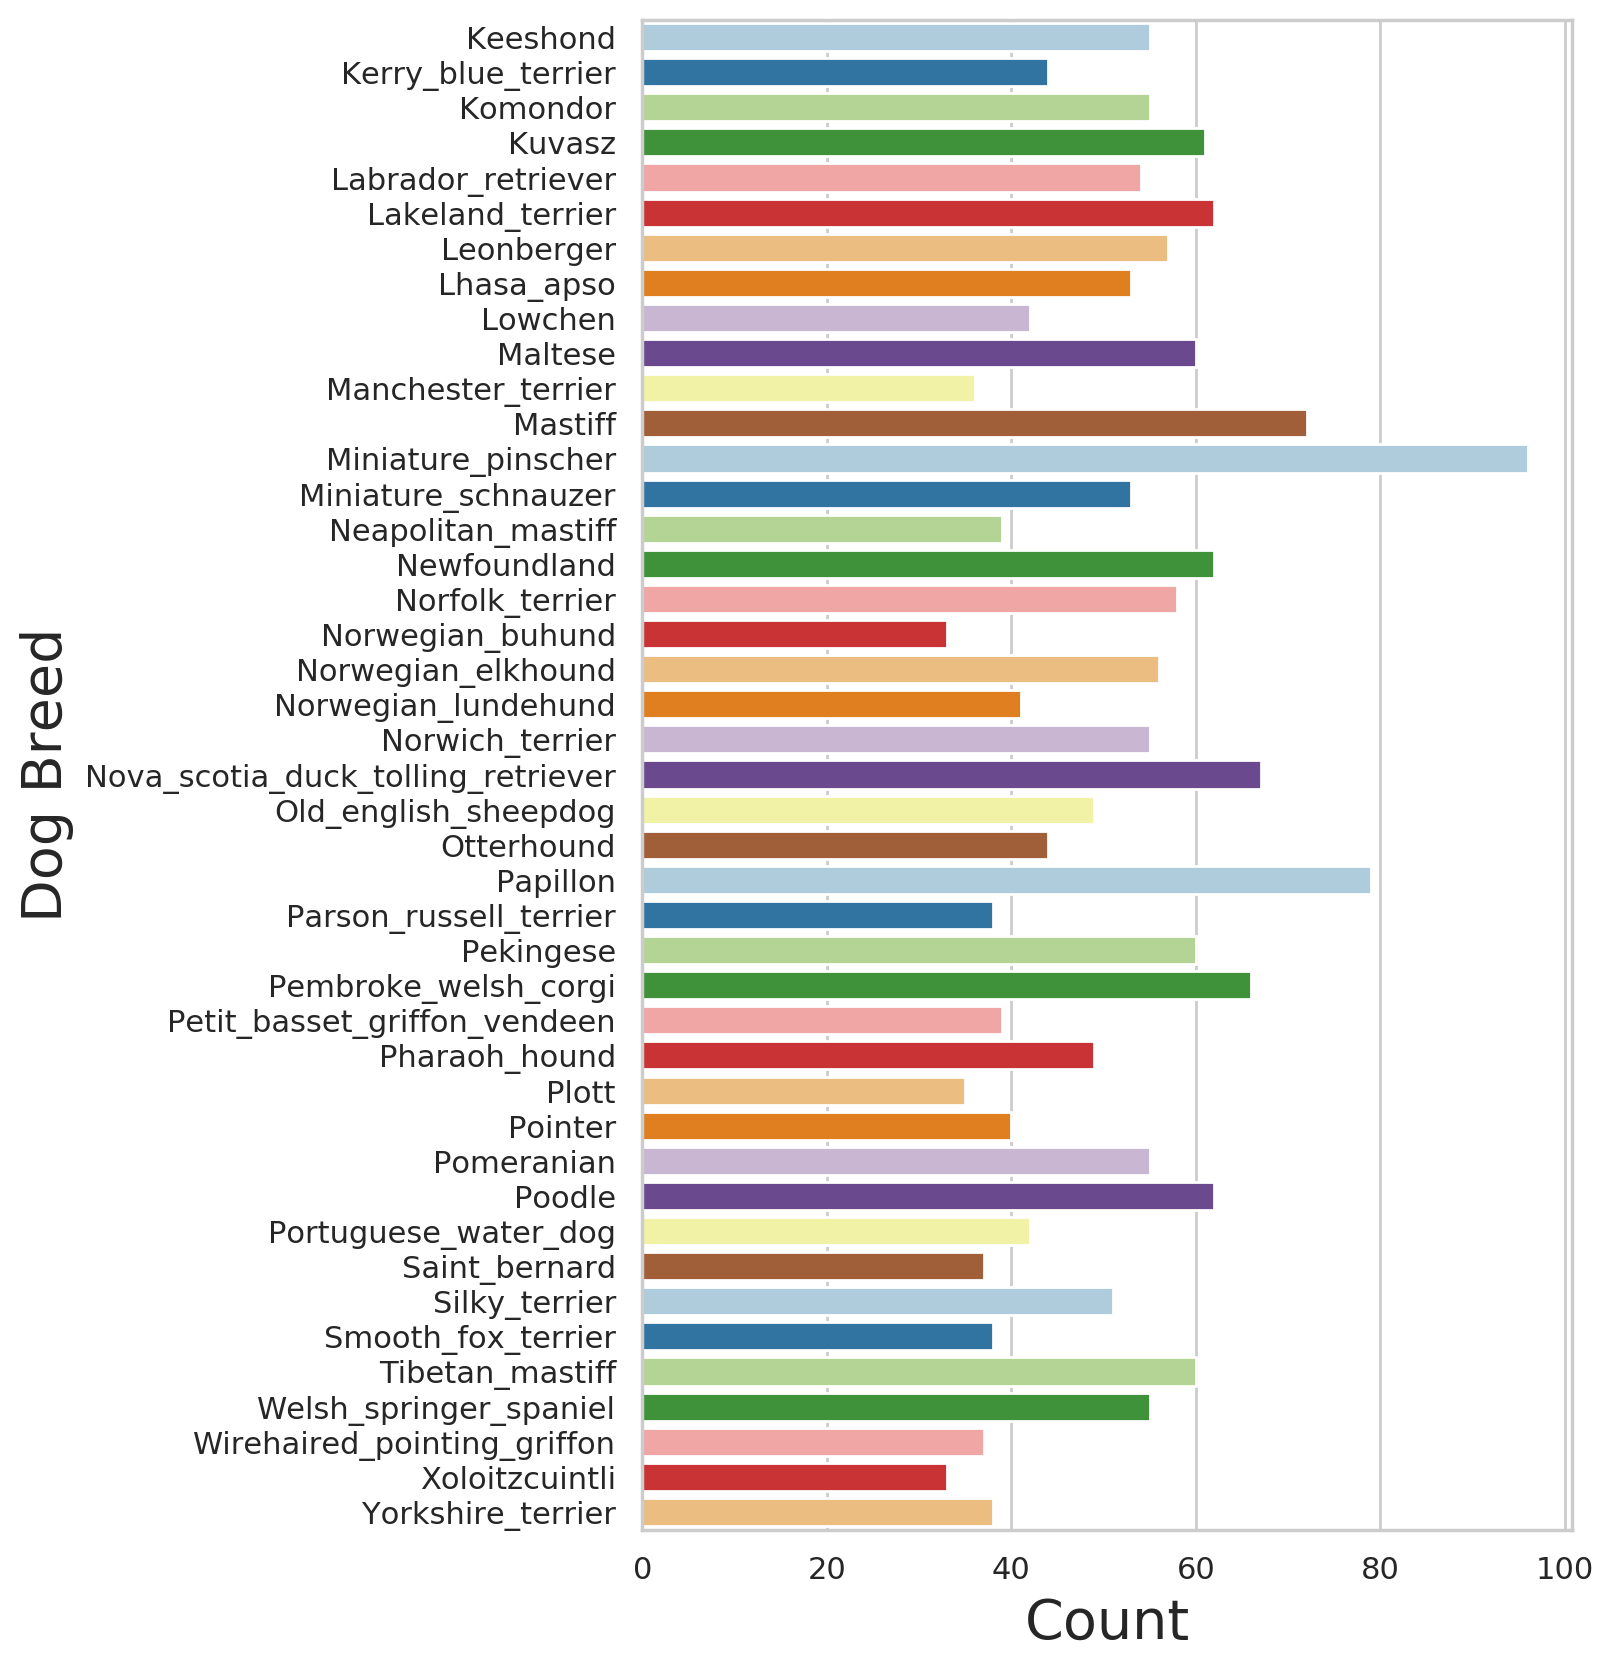 Keeshond
Kerry_blue_terrier
Komondor
Kuvasz
Labrador_retriever
Lakeland_terrier
Leonberger
Lhasa_apso
Lowchen
Maltese
Manchester_terrier
Mastiff
Miniature_pinscher
Miniature_schnauzer
Neapolitan_mastiff
Newfoundland
Norfolk_terrier
Norwegian_buhund
Norwegian_elkhound
Norwegian_lundehund
Norwich_terrier
Nova_scotia_duck_tolling_retriever
Old_english_sheepdog
Otterhound
Papillon
Parson_russell_terrier
Pekingese
Pembroke_welsh_corgi
Petit_basset_griffon_vendeen
Pharaoh_hound
Plott
Pointer
Pomeranian
Poodle
Portuguese_water_dog
Saint_bernard
Silky_terrier
Smooth_fox_terrier
Tibetan_mastiff
Welsh_springer_spaniel
Wirehaired_pointing_griffon
Xoloitzcuintli
Yorkshire_terrier
Dog Breed
0 20 40 60 80 100
Count